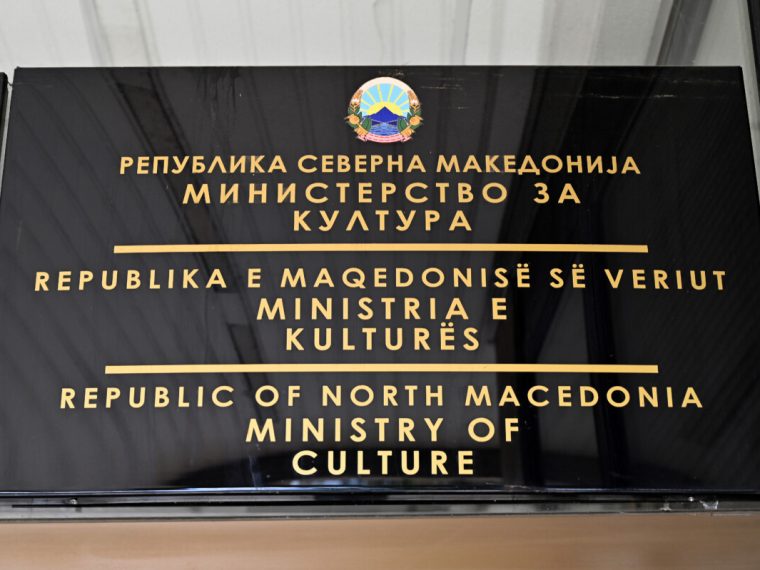 РЕПУБЛИКА СЕВЕРНА МАКЕДОНИЈА
МИНИСТЕРСТВО ЗА
КУЛТУРА
REPUBLIKA E MAQEDONISË SË VERIUT
MINISTRIA E
KULTURËS
REPUBLIC OF NORTH MACEDONIA
MINISTRY OF
CULTURE